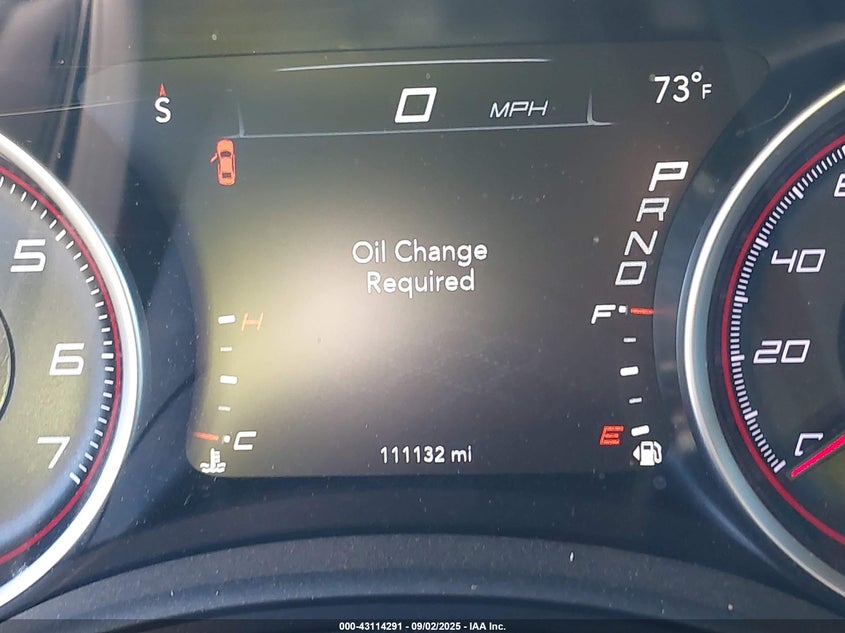 S
0 MPH
73°F
P
R
N
D
Oil Change
Required
H
C
F
E
111132 mi
5
6
7
40
20
000-43114291 - 09/02/2025 - IAA Inc.